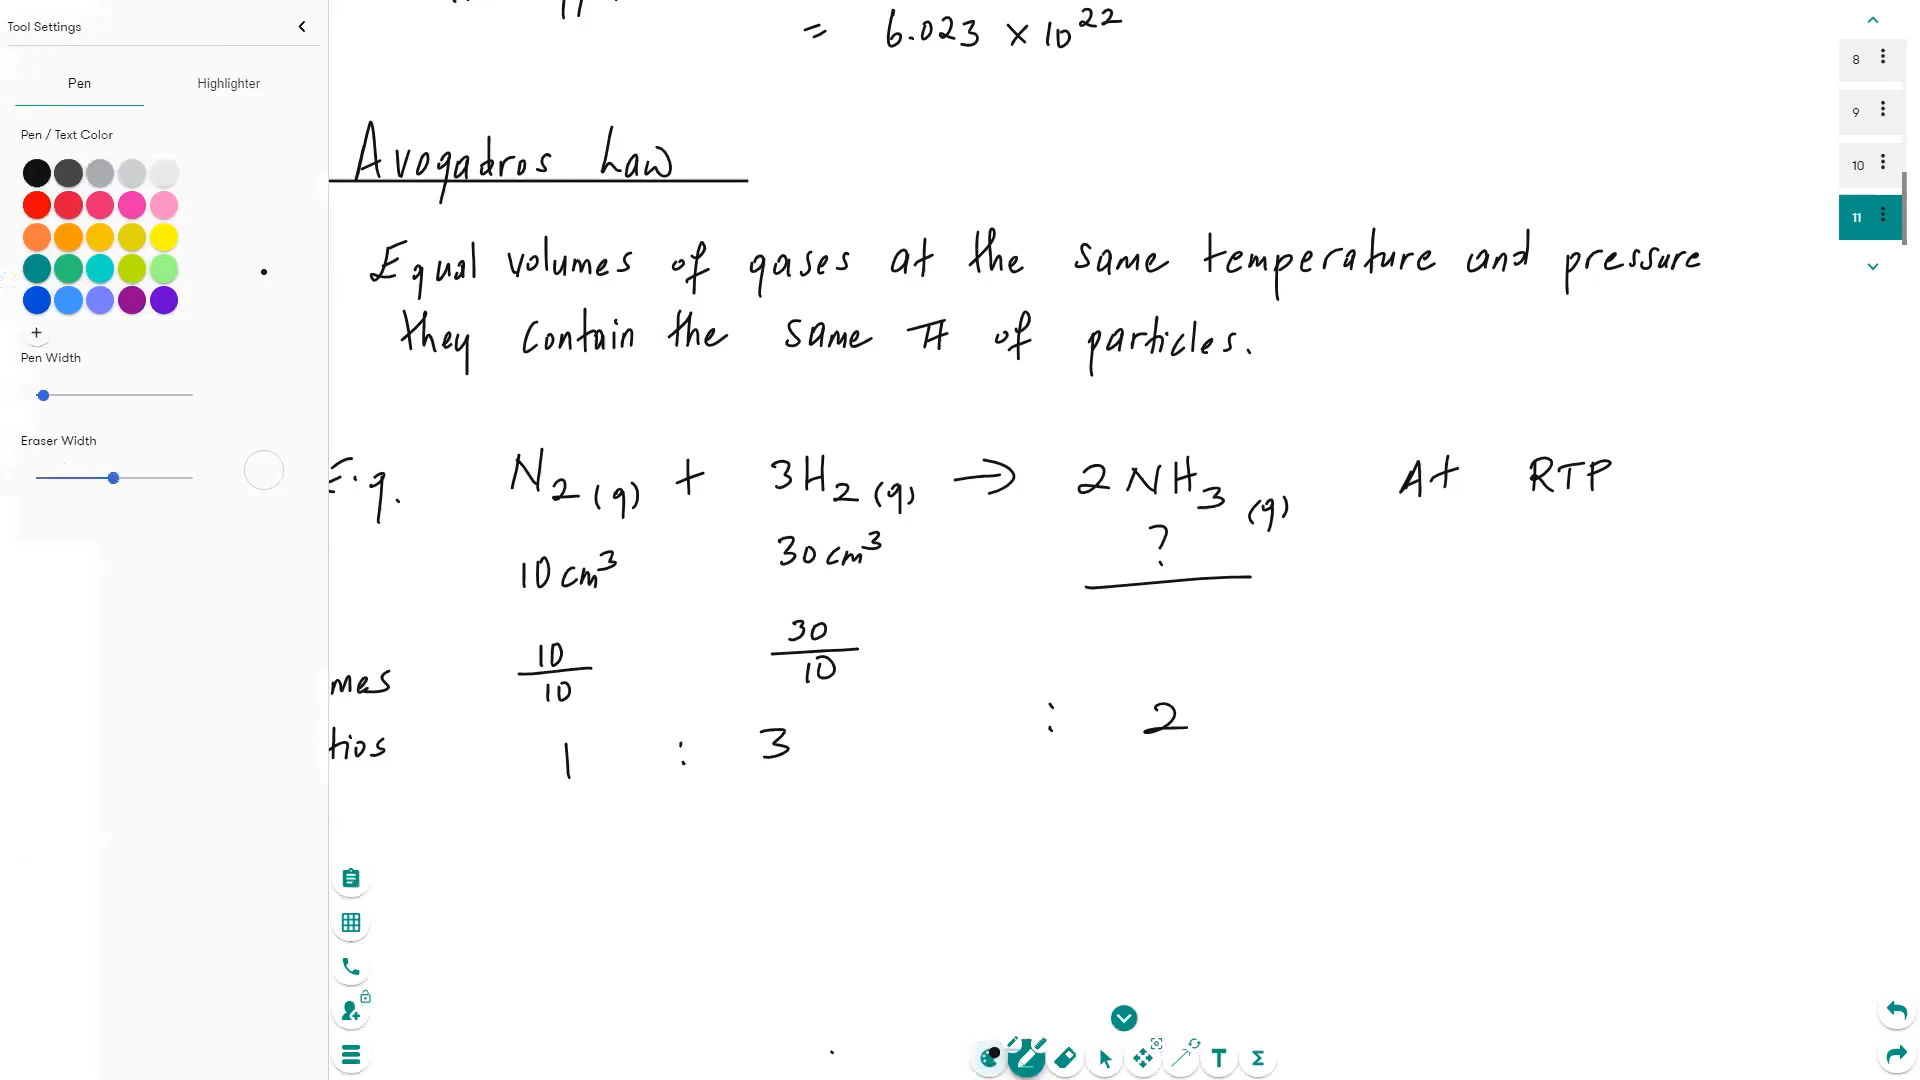 Tool Settings
Pen
Highlighter
Pen / Text Color
+
Pen Width
Eraser Width
= 6.023 × 10²²
Avogadros Law
Equal volumes of gases at the same temperature and pressure
they contain the same # of particles.
E.g. N₂(g) + 3H₂(g) → 2NH₃(g) At RTP
10 cm³ 30 cm³ ?
10/10 30/10
mes
tios 1 : 3 : 2
8
9
10
11
T
Σ